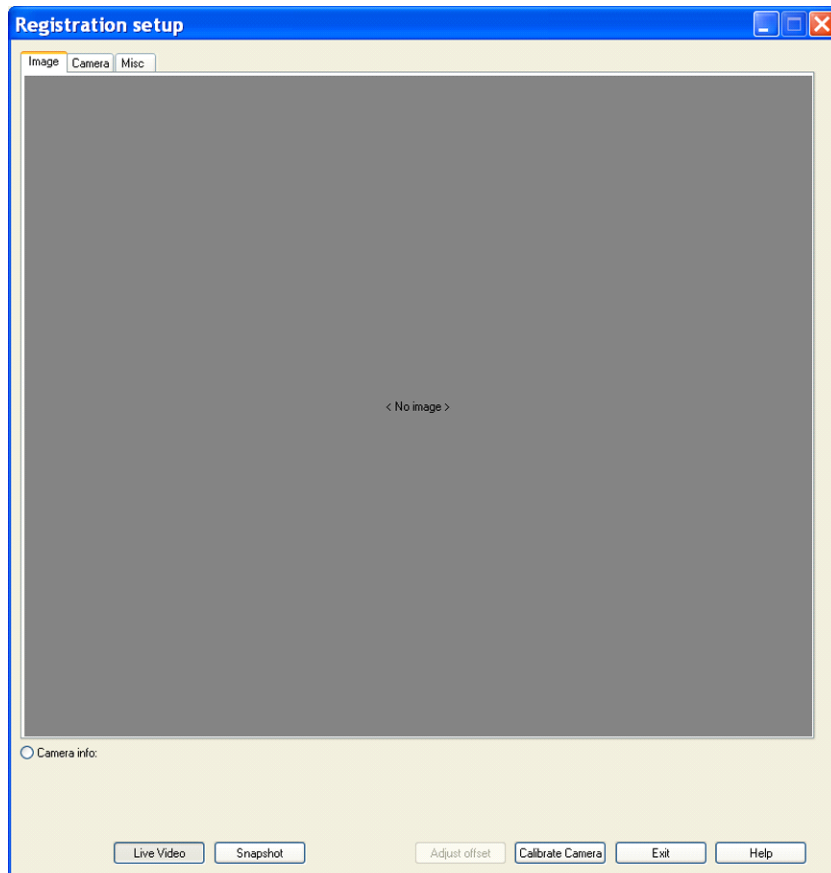 Registration setup
Image Camera Misc
< No image >
Camera info:
Live Video Snapshot Adjust offset Calibrate Camera Exit Help